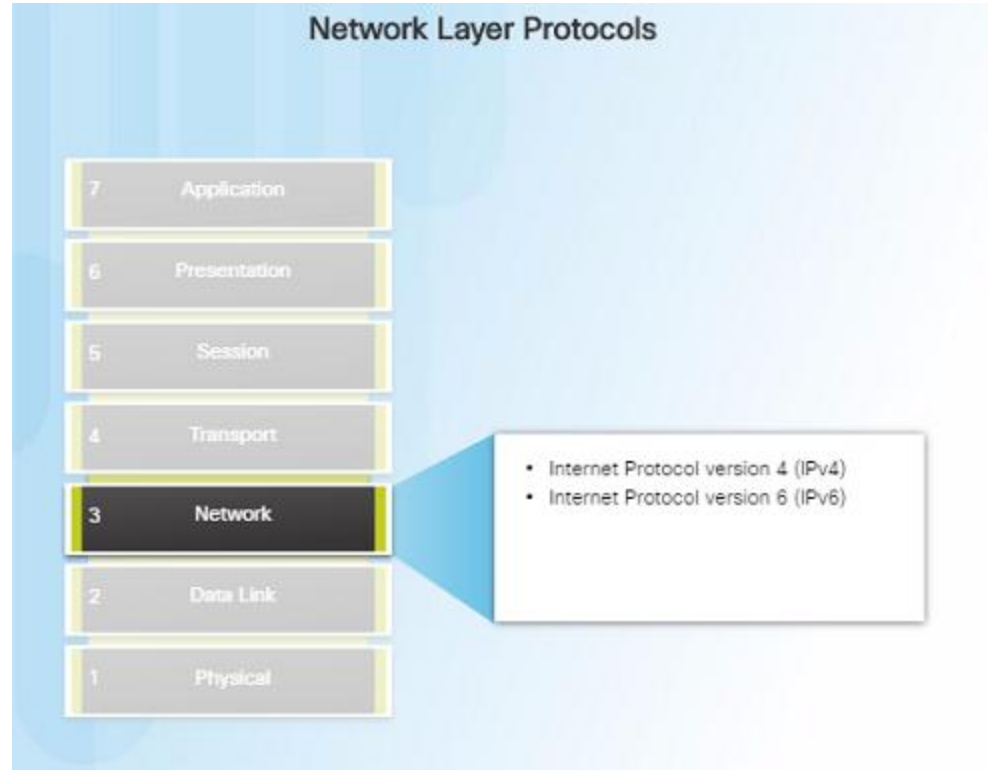 Network Layer Protocols
7 Application
6 Presentation
5 Session
4 Transport
3 Network
• Internet Protocol version 4 (IPv4)
• Internet Protocol version 6 (IPv6)
2 Data Link
1 Physical